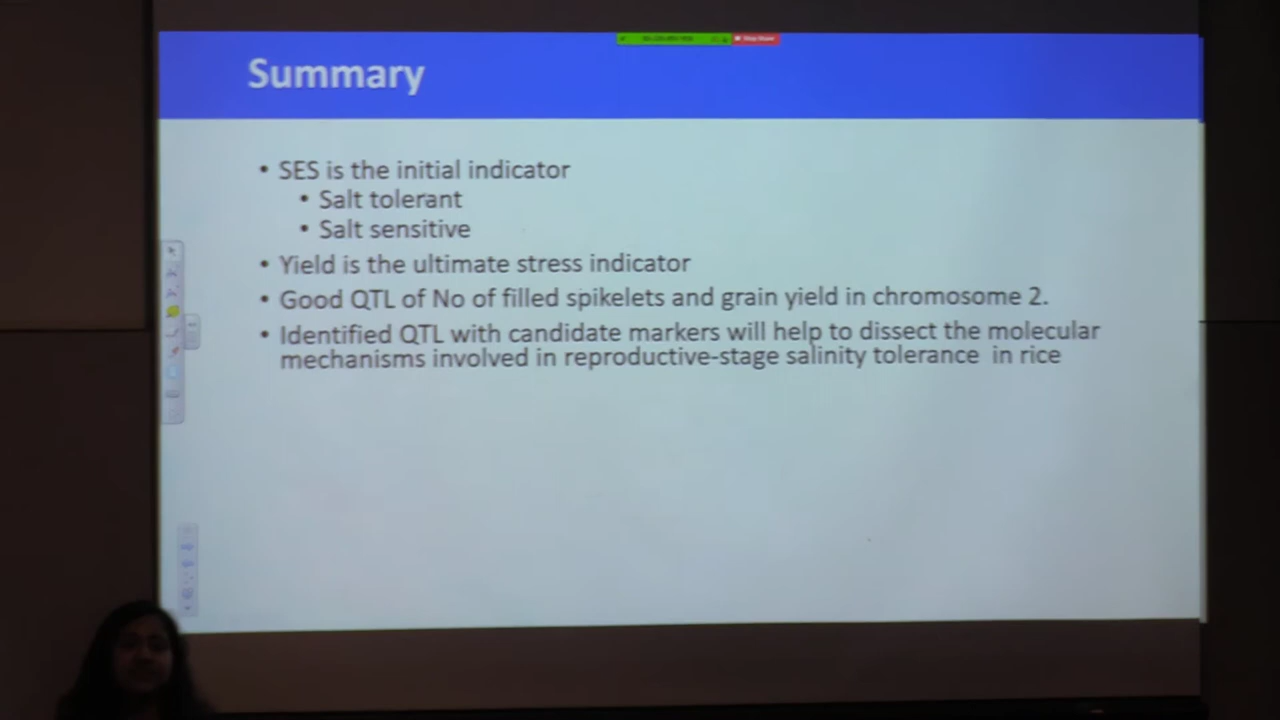 Summary
• SES is the initial indicator
• Salt tolerant
• Salt sensitive
• Yield is the ultimate stress indicator
• Good QTL of No of filled spikelets and grain yield in chromosome 2.
• Identified QTL with candidate markers will help to dissect the molecular
mechanisms involved in reproductive-stage salinity tolerance in rice